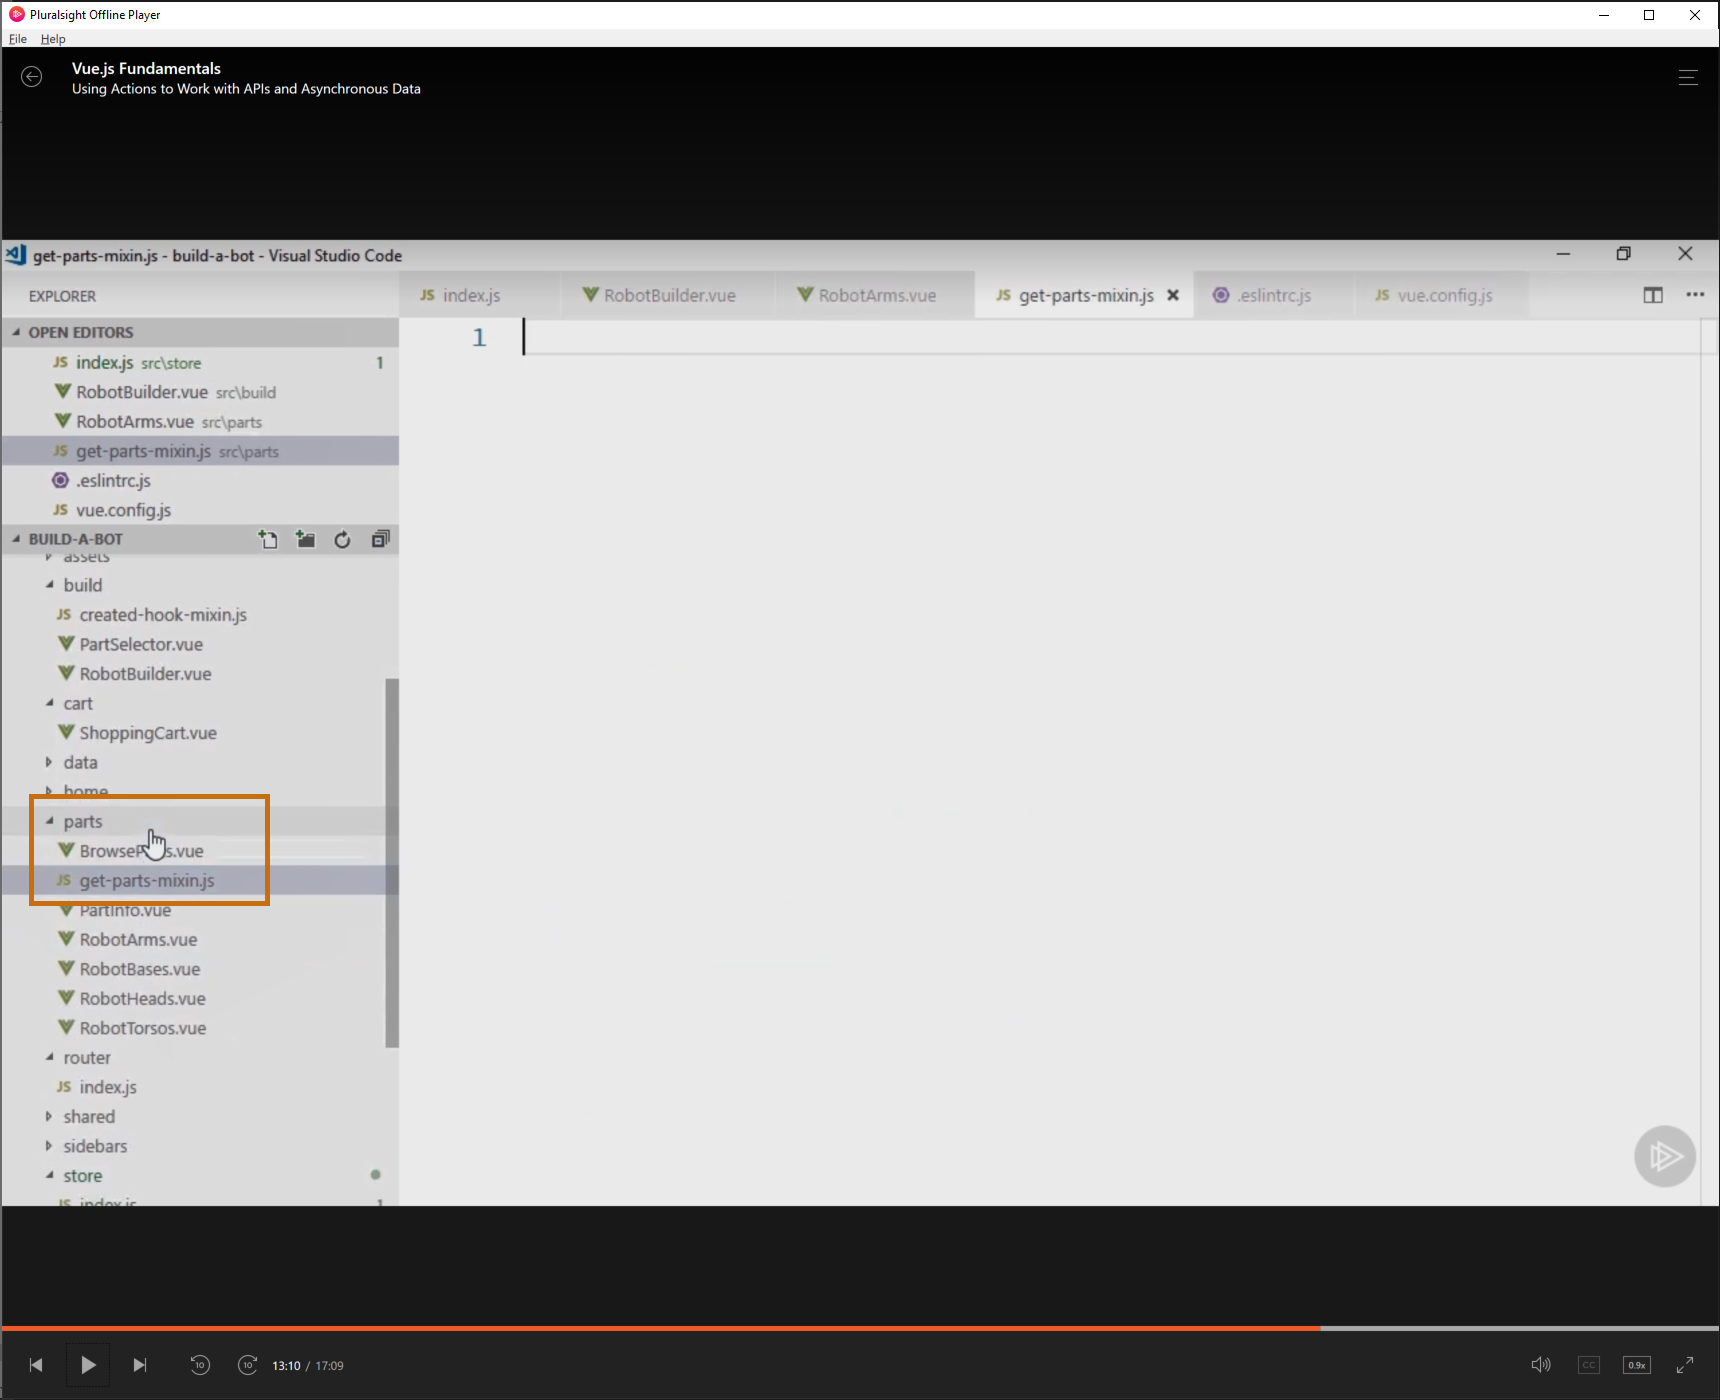 Pluralsight Offline Player
File Help
Vue.js Fundamentals
Using Actions to Work with APIs and Asynchronous Data
get-parts-mixin.js - build-a-bot - Visual Studio Code
EXPLORER
JS index.js
RobotBuilder.vue
RobotArms.vue
JS get-parts-mixin.js
.eslintrc.js
JS vue.config.js
OPEN EDITORS
JS index.js src\store 1
RobotBuilder.vue src\build
RobotArms.vue src\parts
JS get-parts-mixin.js src\parts
.eslintrc.js
JS vue.config.js
1
BUILD-A-BOT
assets
build
JS created-hook-mixin.js
PartSelector.vue
RobotBuilder.vue
cart
ShoppingCart.vue
data
home
parts
.vue
JS get-parts-mixin.js
PartInfo.vue
RobotArms.vue
RobotBases.vue
RobotHeads.vue
RobotTorsos.vue
router
JS index.js
shared
sidebars
store
JS index.js 1
10 10 13:10 / 17:09
CC 0.9x